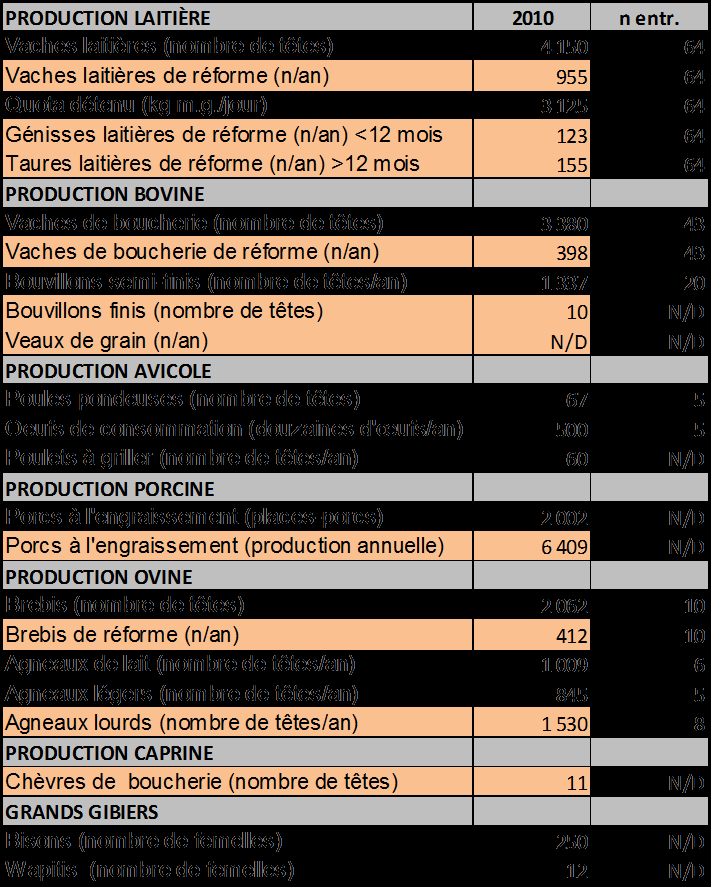 PRODUCTION LAITIÈRE 2010 n entr.
Vaches laitières (nombre de têtes) 4 150 64
Vaches laitières de réforme (n/an) 955 64
Quota détenu (kg m.g./jour) 3 125 64
Génisses laitières de réforme (n/an) <12 mois 123 64
Taures laitières de réforme (n/an) >12 mois 155 64
PRODUCTION BOVINE
Vaches de boucherie (nombre de têtes) 3 380 43
Vaches de boucherie de réforme (n/an) 398 43
Bouvillons semi-finis (nombre de têtes/an) 1 337 20
Bouvillons finis (nombre de têtes) 10 N/D
Veaux de grain (n/an) N/D N/D
PRODUCTION AVICOLE
Poules pondeuses (nombre de têtes) 67 5
Oeufs de consommation (douzaines d'œufs/an) 500 5
Poulets à griller (nombre de têtes/an) 60 N/D
PRODUCTION PORCINE
Porcs à l'engraissement (places-porcs) 2 002 N/D
Porcs à l'engraissement (production annuelle) 6 409 N/D
PRODUCTION OVINE
Brebis (nombre de têtes) 2 062 10
Brebis de réforme (n/an) 412 10
Agneaux de lait (nombre de têtes/an) 1 009 6
Agneaux légers (nombre de têtes/an) 845 5
Agneaux lourds (nombre de têtes/an) 1 530 8
PRODUCTION CAPRINE
Chèvres de boucherie (nombre de têtes) 11 N/D
GRANDS GIBIERS
Bisons (nombre de femelles) 250 N/D
Wapitis (nombre de femelles) 12 N/D